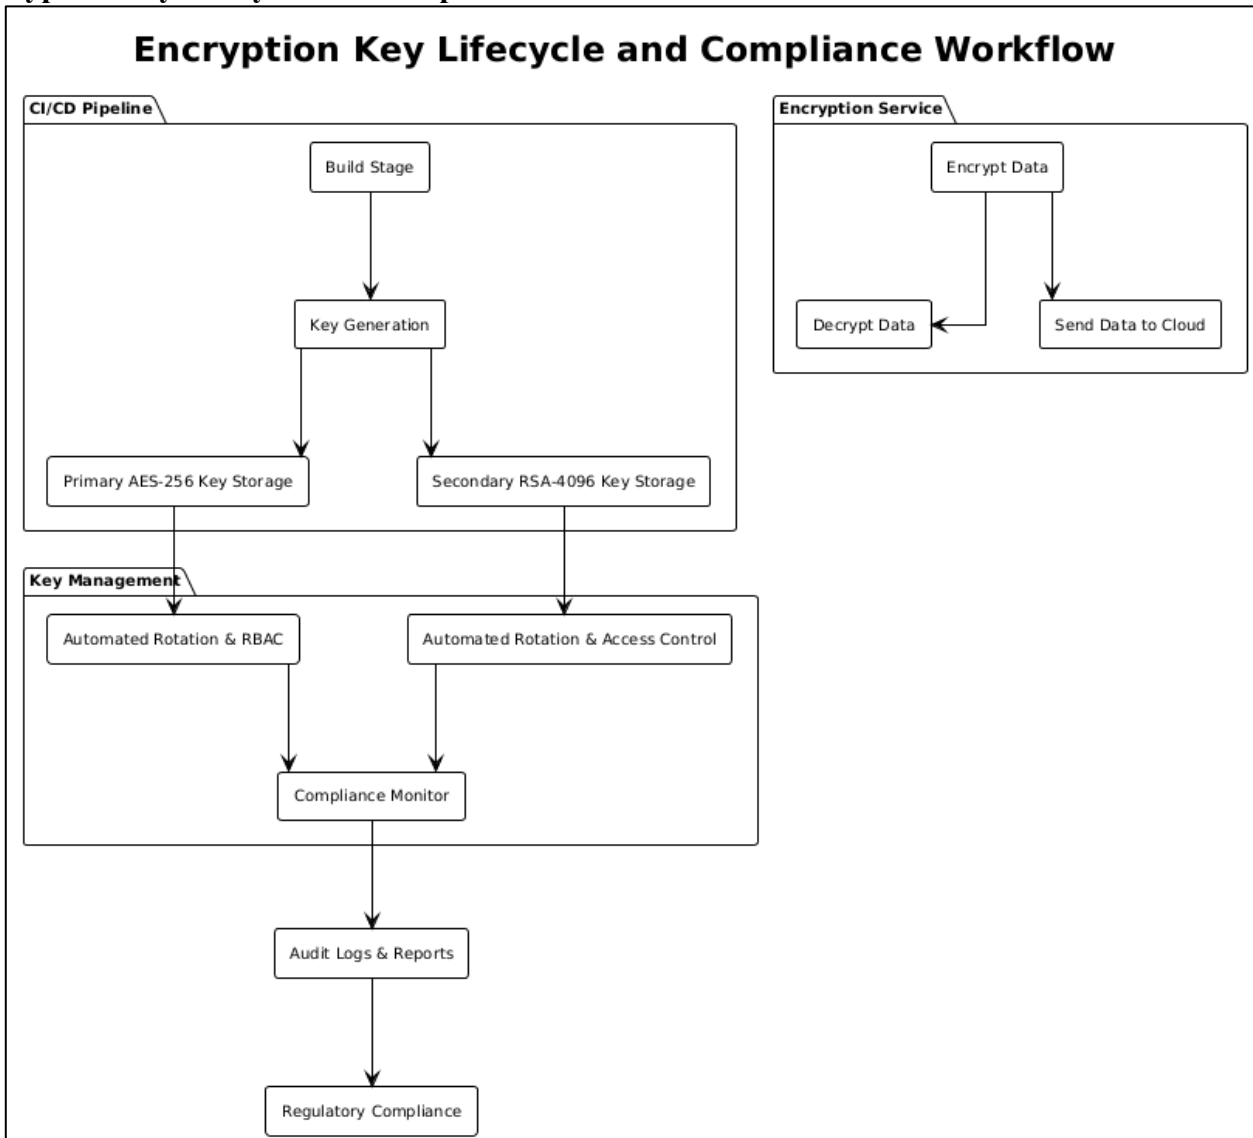 Encryption Key Lifecycle and Compliance Workflow
CI/CD Pipeline
Build Stage
Key Generation
Primary AES-256 Key Storage
Secondary RSA-4096 Key Storage
Encryption Service
Encrypt Data
Decrypt Data
Send Data to Cloud
Key Management
Automated Rotation & RBAC
Automated Rotation & Access Control
Compliance Monitor
Audit Logs & Reports
Regulatory Compliance